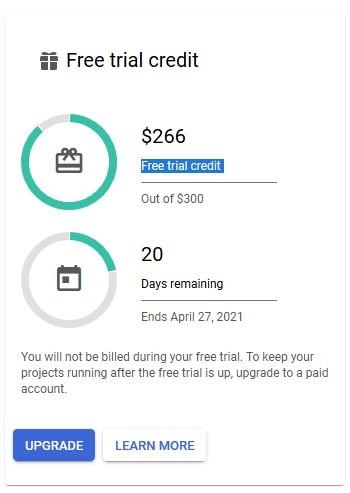 Free trial credit
$266
Free trial credit
Out of $300
20
Days remaining
Ends April 27, 2021
You will not be billed during your free trial. To keep your
projects running after the free trial is up, upgrade to a paid
account.
UPGRADE
LEARN MORE